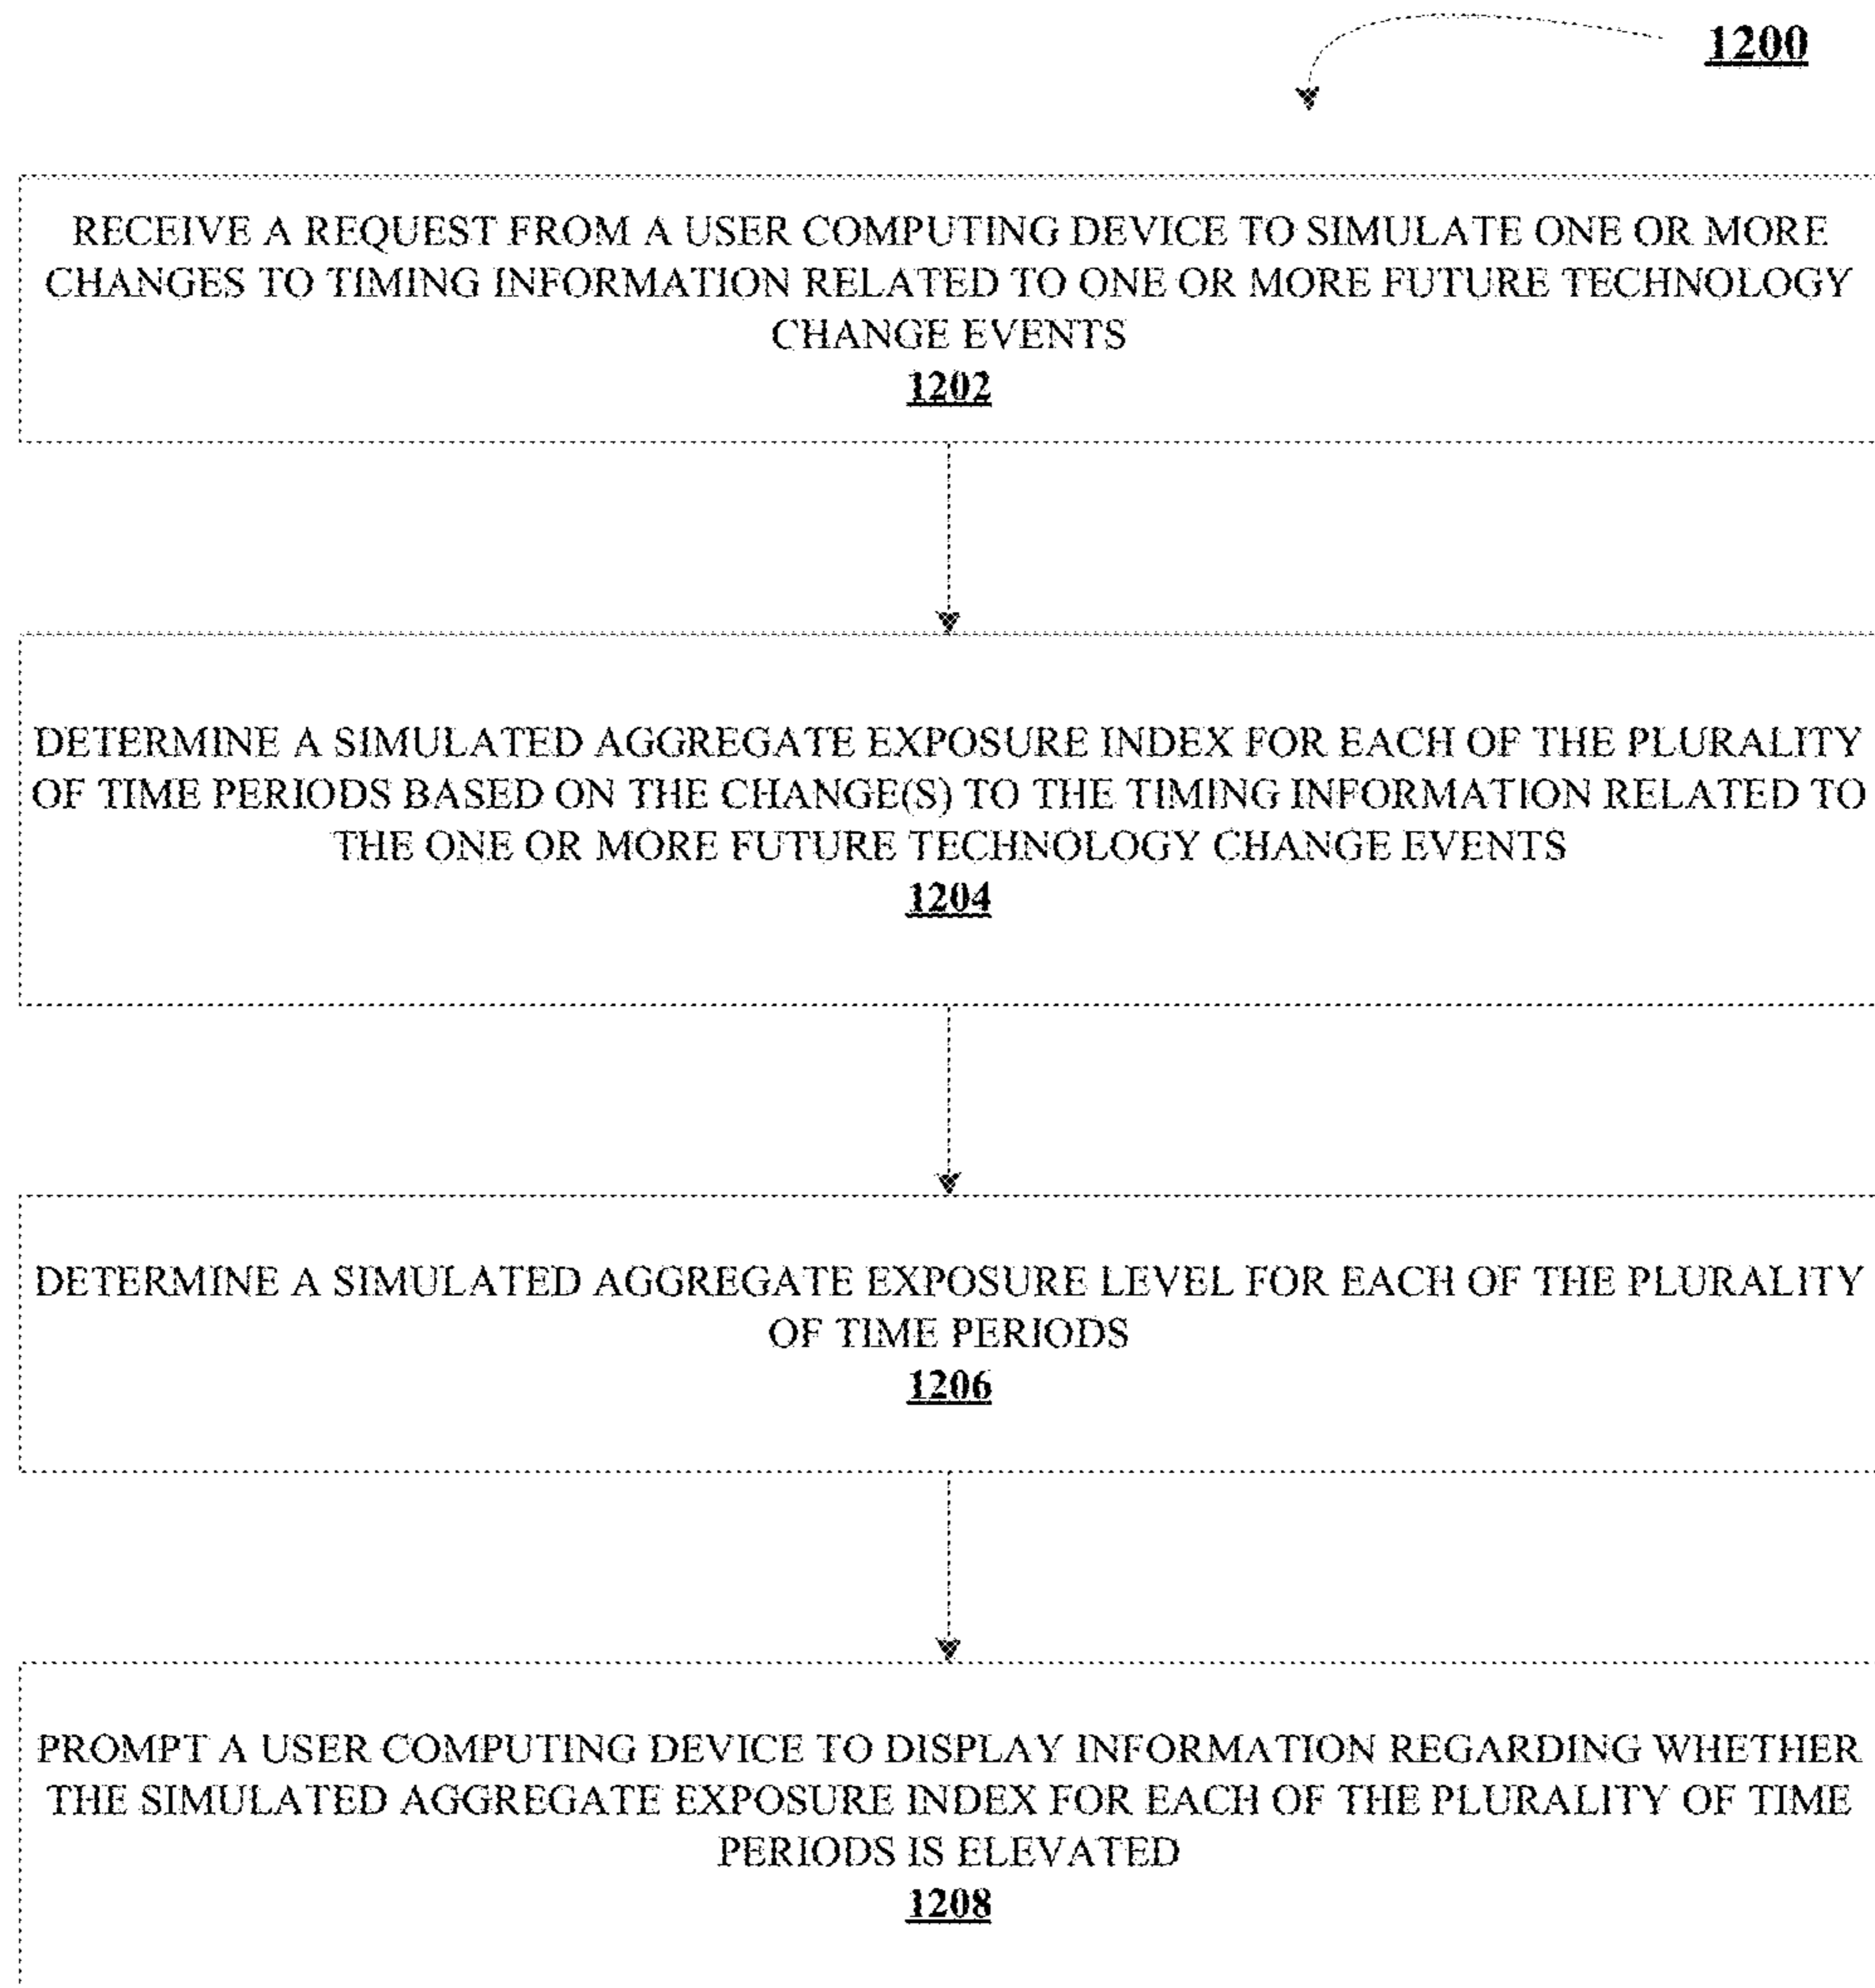 1200
RECEIVE A REQUEST FROM A USER COMPUTING DEVICE TO SIMULATE ONE OR MORE
CHANGES TO TIMING INFORMATION RELATED TO ONE OR MORE FUTURE TECHNOLOGY
CHANGE EVENTS
1202
DETERMINE A SIMULATED AGGREGATE EXPOSURE INDEX FOR EACH OF THE PLURALITY
OF TIME PERIODS BASED ON THE CHANGE(S) TO THE TIMING INFORMATION RELATED TO
THE ONE OR MORE FUTURE TECHNOLOGY CHANGE EVENTS
1204
DETERMINE A SIMULATED AGGREGATE EXPOSURE LEVEL FOR EACH OF THE PLURALITY
OF TIME PERIODS
1206
PROMPT A USER COMPUTING DEVICE TO DISPLAY INFORMATION REGARDING WHETHER
THE SIMULATED AGGREGATE EXPOSURE INDEX FOR EACH OF THE PLURALITY OF TIME
PERIODS IS ELEVATED
1208